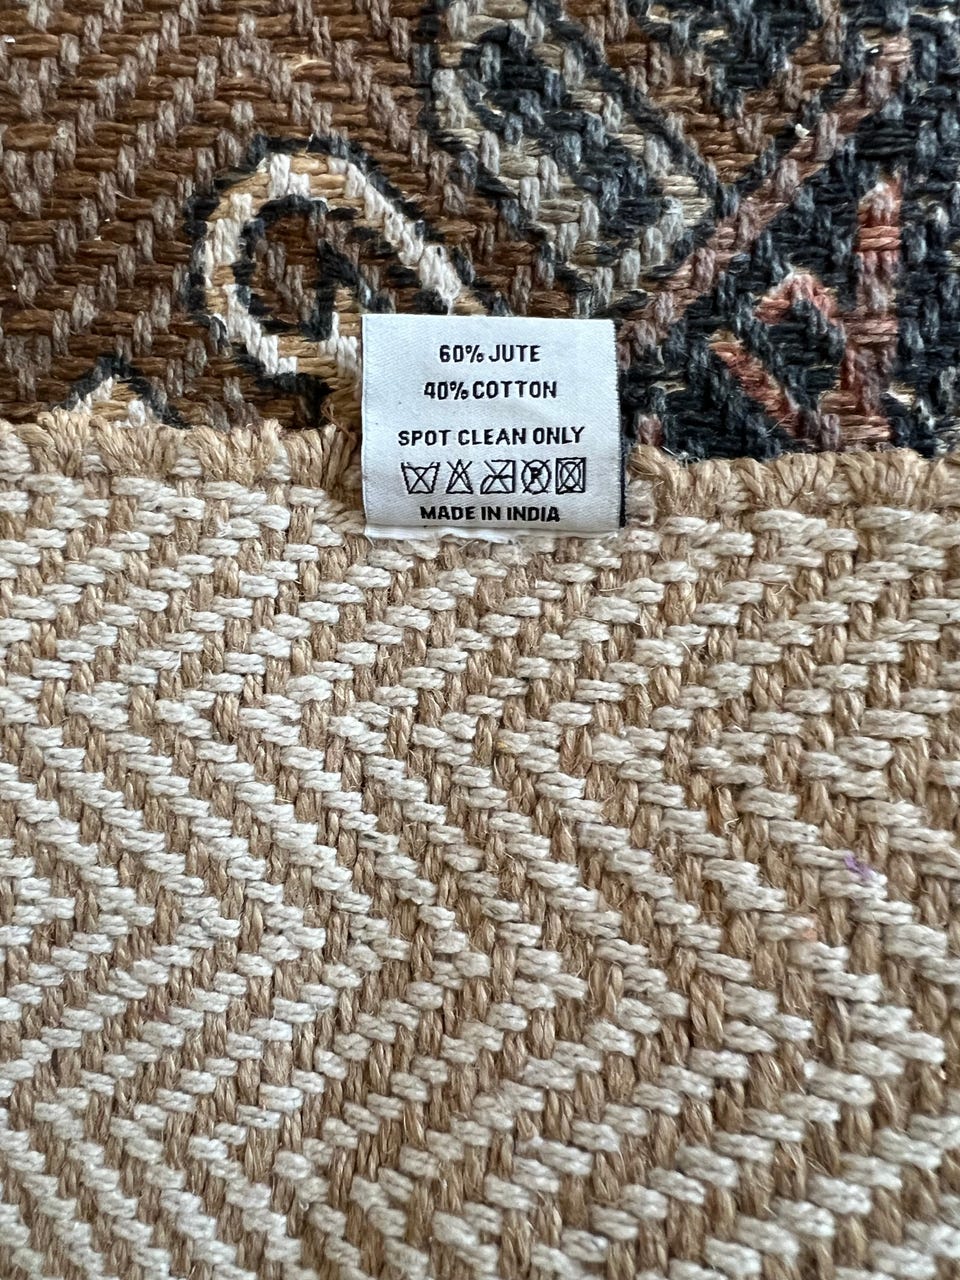 60% JUTE
40% COTTON
SPOT CLEAN ONLY
MADE IN INDIA